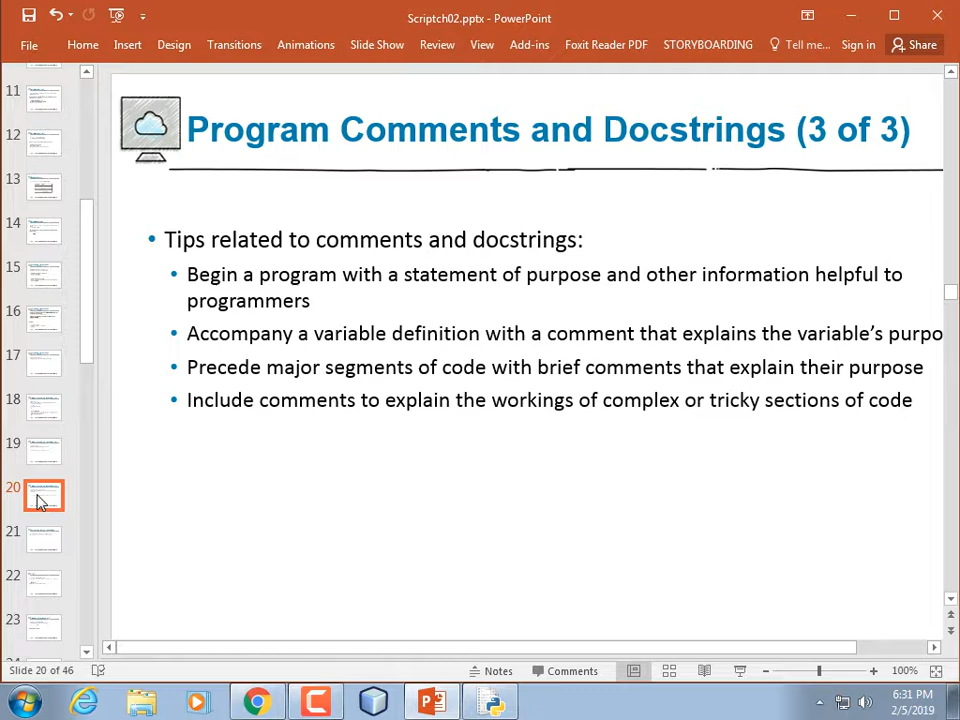 Scriptch02.pptx - PowerPoint
File Home Insert Design Transitions Animations Slide Show Review View Add-ins Foxit Reader PDF STORYBOARDING Tell me... Sign in Share
11
12
13
14
15
16
17
18
19
20
21
22
23
Program Comments and Docstrings (3 of 3)
• Tips related to comments and docstrings:
• Begin a program with a statement of purpose and other information helpful to
programmers
• Accompany a variable definition with a comment that explains the variable's purpo
• Precede major segments of code with brief comments that explain their purpose
• Include comments to explain the workings of complex or tricky sections of code
Slide 20 of 46 Notes Comments 100%
6:31 PM
2/5/2019